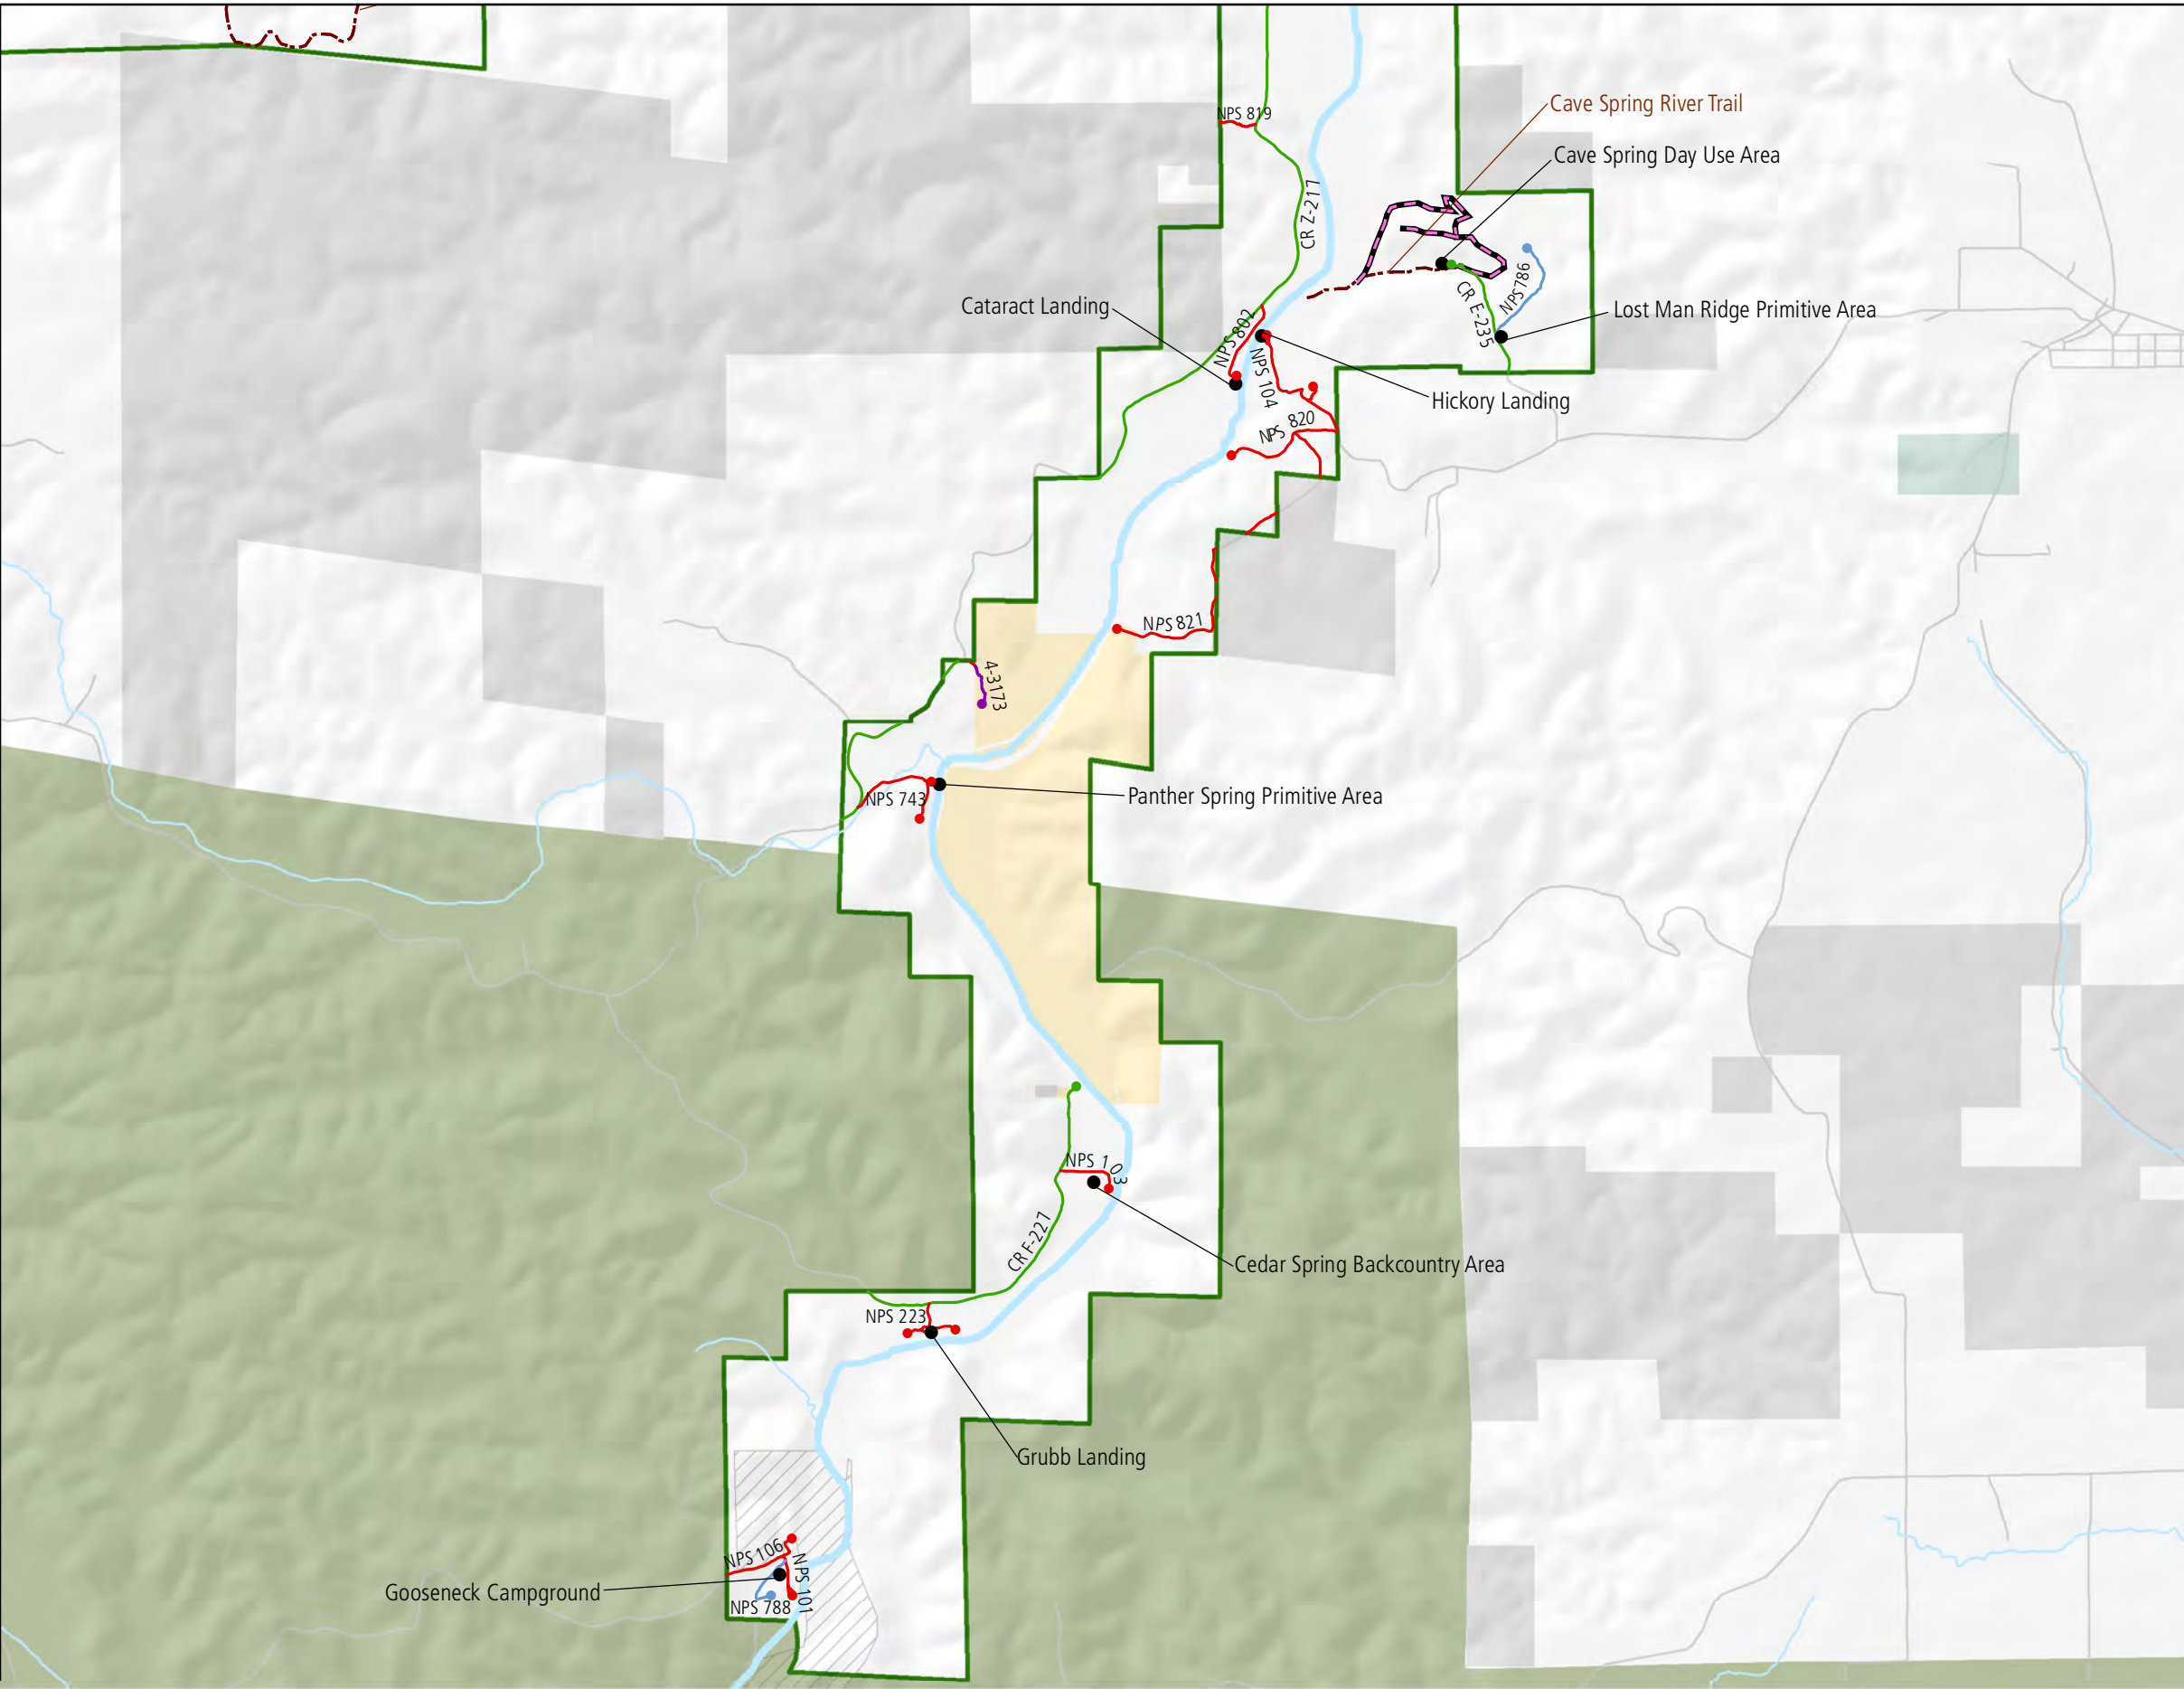 Cave Spring River Trail
NPS 819
Cave Spring Day Use Area
CR Z-217
NPS 786
CR E-235
Cataract Landing
Lost Man Ridge Primitive Area
NPS 802
NPS 104
Hickory Landing
NPS 820
NPS 821
4-3173
NPS 743
Panther Spring Primitive Area
NPS 103
CR F-221
Cedar Spring Backcountry Area
NPS 223
Grubb Landing
NPS 106
NPS 101
Gooseneck Campground
NPS 788